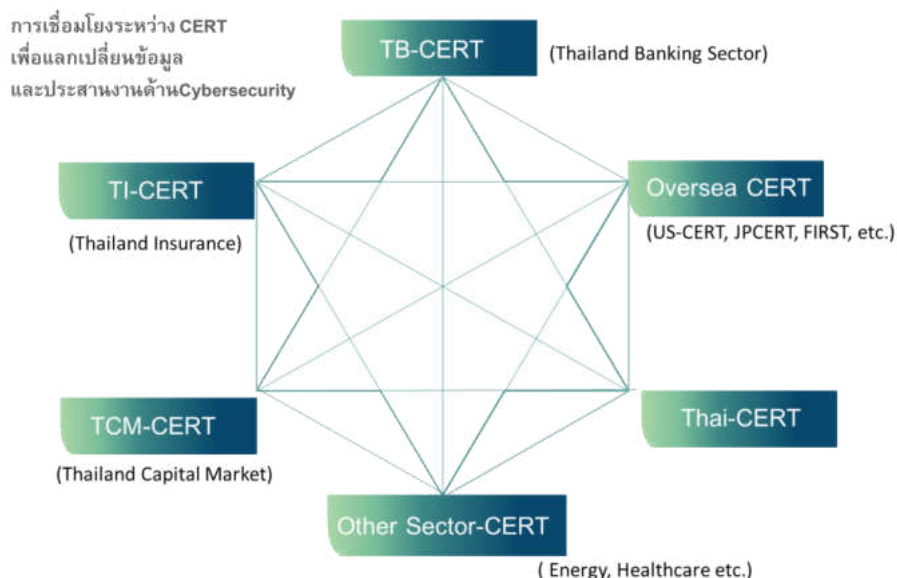 การเชื่อมโยงระหว่าง CERT
เพื่อแลกเปลี่ยนข้อมูล
และประสานงานด้านCybersecurity
TB-CERT
(Thailand Banking Sector)
TI-CERT
(Thailand Insurance)
Oversea CERT
(US-CERT, JPCERT, FIRST, etc.)
TCM-CERT
(Thailand Capital Market)
Thai-CERT
Other Sector-CERT
( Energy, Healthcare etc.)